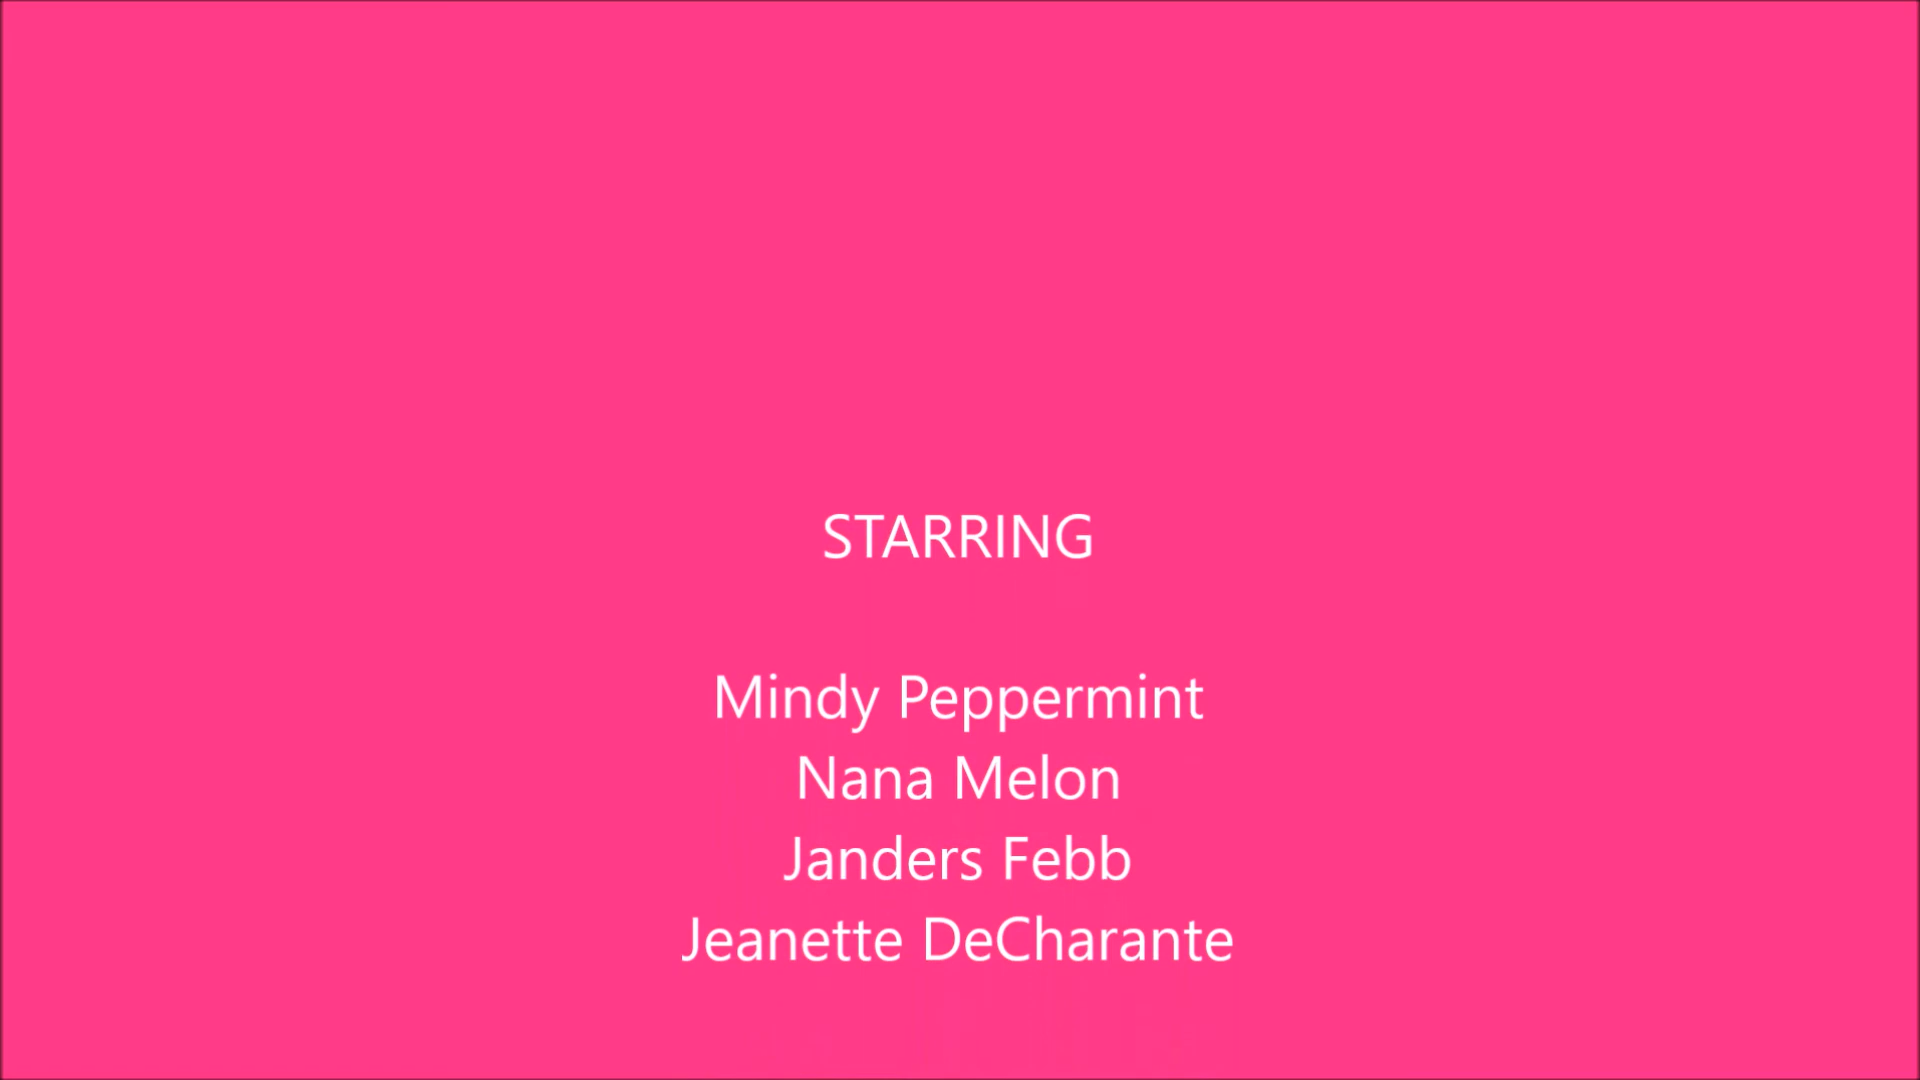 STARRING
Mindy Peppermint
Nana Melon
Janders Febb
Jeanette DeCharante